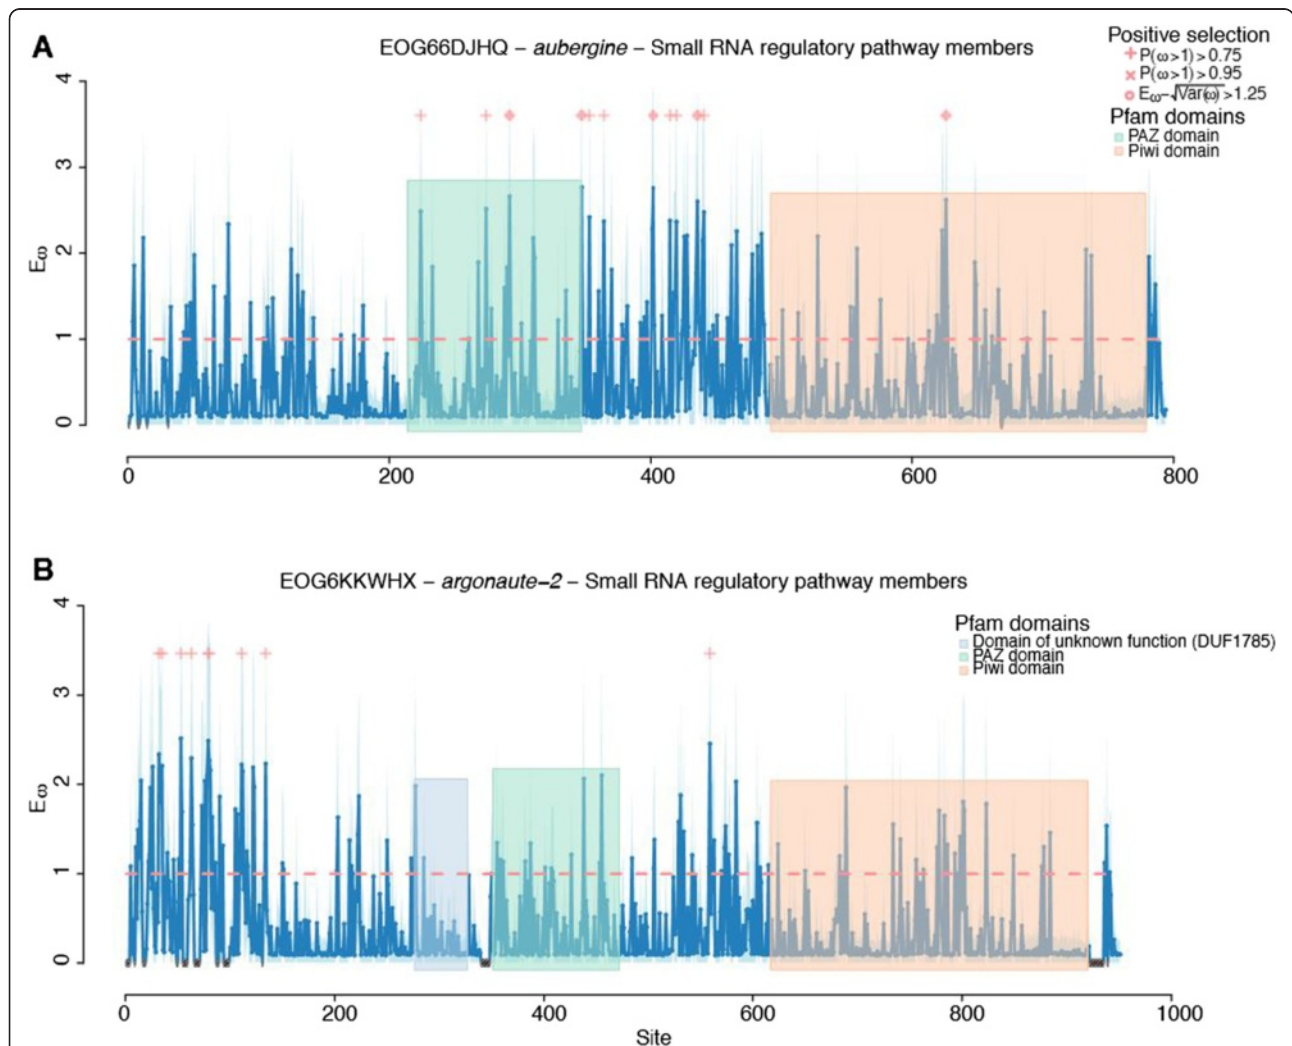 A
EOG66DJHQ – aubergine – Small RNA regulatory pathway members
Positive selection
+ P(ω>1)>0.75
× P(ω>1)>0.95
o Eω–√Var(ω)>1.25
Pfam domains
PAZ domain
Piwi domain
Eω
4
3
2
1
0
0 200 400 600 800
B
EOG6KKWHX – argonaute–2 – Small RNA regulatory pathway members
Pfam domains
Domain of unknown function (DUF1785)
PAZ domain
Piwi domain
Eω
4
3
2
1
0
0 200 400 600 800 1000
Site